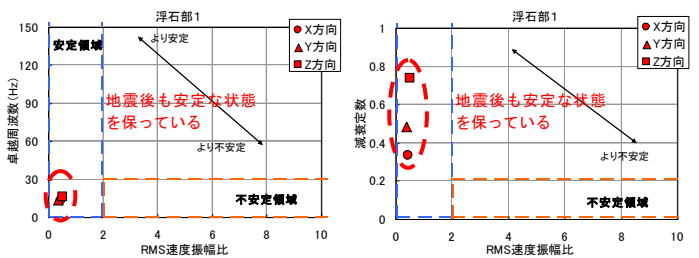 浮石部1
150
120
90
60
30
0
卓越周波数(Hz)
安定領域
より安定
X方向
Y方向
Z方向
地震後も安定な状態
を保っている
より不安定
不安定領域
0 2 4 6 8 10
RMS速度振幅比
浮石部1
1
0.8
0.6
0.4
0.2
0
減衰定数
より安定
X方向
Y方向
Z方向
地震後も安定な状態
を保っている
より不安定
不安定領域
0 2 4 6 8 10
RMS速度振幅比